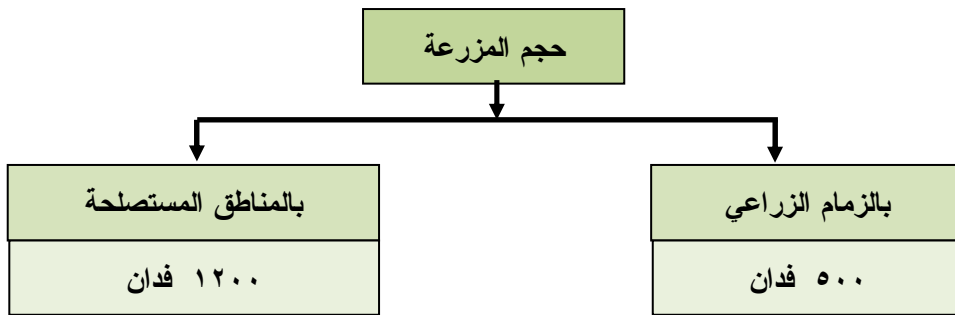 حجم المزرعة
بالزمام الزراعي
٥٠٠ فدان
بالمناطق المستصلحة
١٢٠٠ فدان